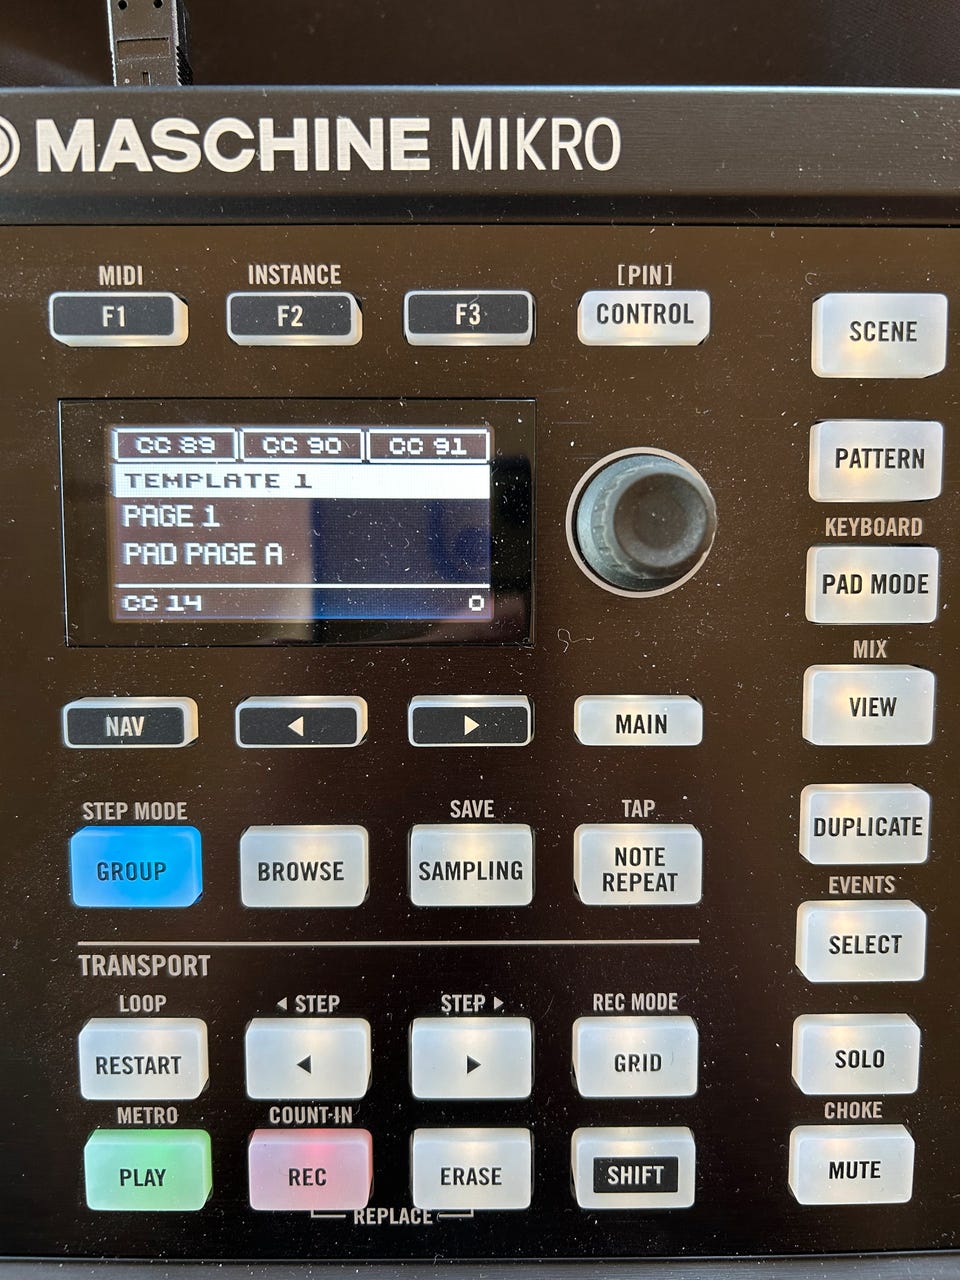 MASCHINE MIKRO
MIDI
INSTANCE
[PIN]
F1
F2
F3
CONTROL
SCENE
CC 89
CC 90
CC 91
TEMPLATE 1
PAGE 1
PAD PAGE A
CC 14 0
PATTERN
KEYBOARD
PAD MODE
MIX
VIEW
NAV
◀
▶
MAIN
STEP MODE
SAVE
TAP
GROUP
BROWSE
SAMPLING
NOTE
REPEAT
DUPLICATE
EVENTS
SELECT
TRANSPORT
LOOP
◀ STEP
STEP ▶
REC MODE
RESTART
◀
▶
GRID
SOLO
METRO
COUNT-IN
CHOKE
PLAY
REC
ERASE
SHIFT
MUTE
REPLACE